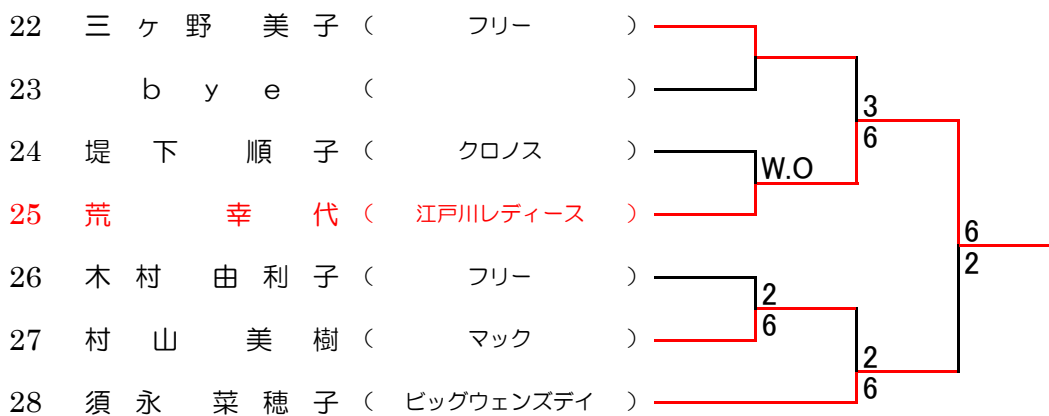 22 三ヶ野 美子 （ フリー ）
23 ｂｙｅ （ ）
3
24 堤下 順子 （ クロノス ）
6
W.O
25 荒 幸代 （ 江戸川レディース ）
6
2
26 木村 由利子 （ フリー ）
2
6
27 村山 美樹 （ マック ）
2
6
28 須永 菜穂子 （ ビッグウェンズデイ ）